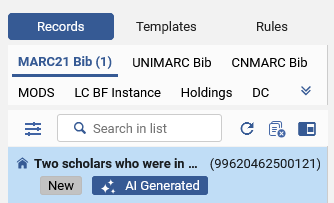 Records Templates Rules
MARC21 Bib (1) UNIMARC Bib CNMARC Bib
MODS LC BF Instance Holdings DC
Search in list
Two scholars who were in ... (99620462500121)
New AI Generated